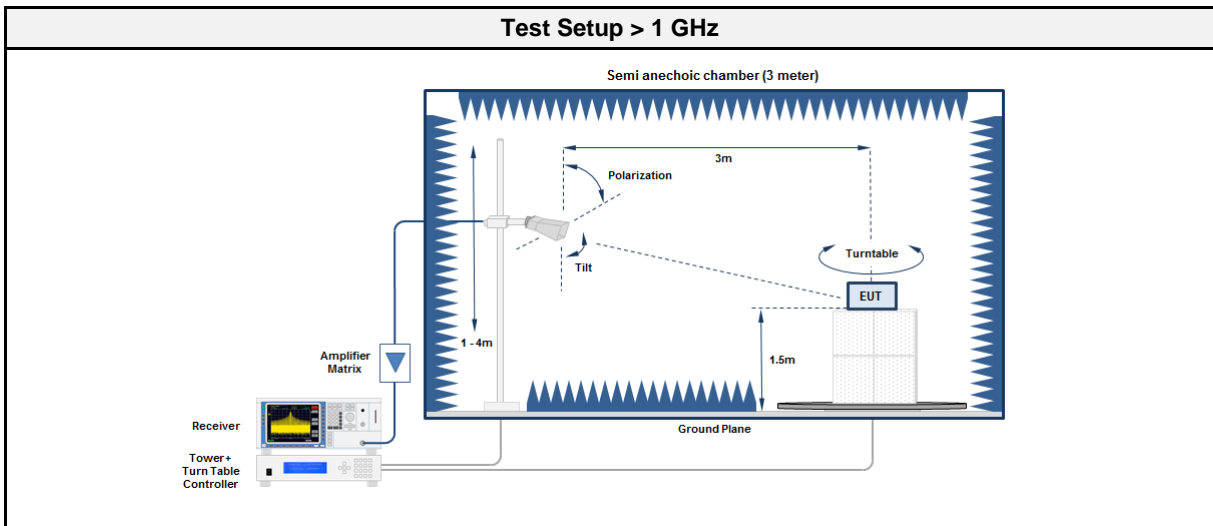 Test Setup > 1 GHz
Semi anechoic chamber (3 meter)
3m
Polarization
Tilt
Turntable
EUT
1 - 4m
1.5m
Amplifier
Matrix
Ground Plane
Receiver
Tower+
Turn Table
Controller